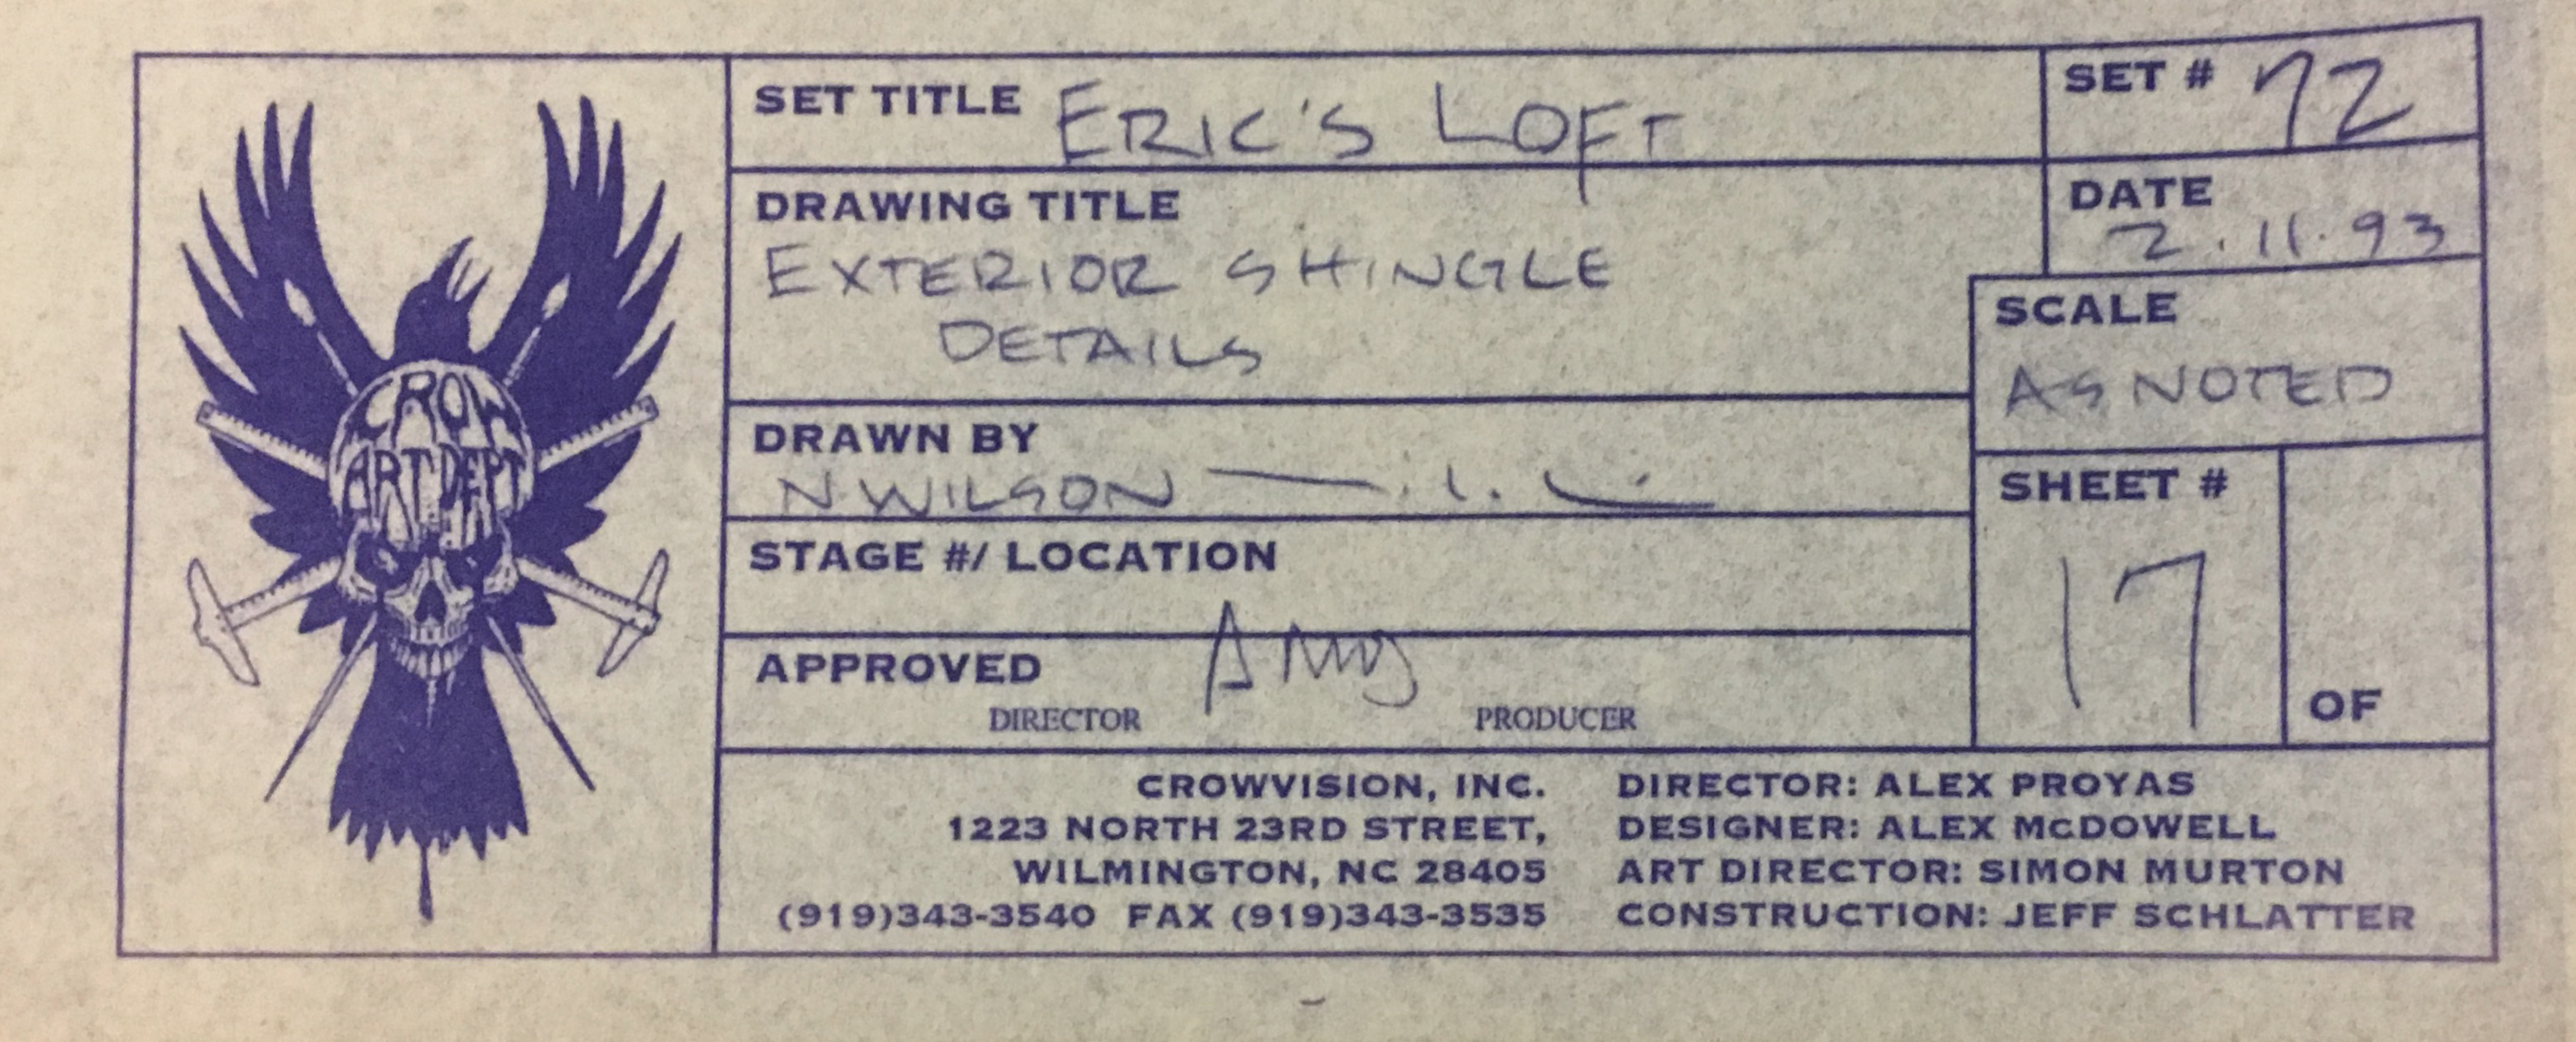 CROW
ART DEPT
SET TITLE ERIC'S LOFT
SET # 72
DRAWING TITLE
EXTERIOR SHINGLE
DETAILS
DATE
2.11.93
SCALE
AS NOTED
DRAWN BY
N WILSON
SHEET #
17
OF
STAGE #/ LOCATION
APPROVED
DIRECTOR PRODUCER
CROWVISION, INC.
1223 NORTH 23RD STREET,
WILMINGTON, NC 28405
(919)343-3540 FAX (919)343-3535
DIRECTOR: ALEX PROYAS
DESIGNER: ALEX McDOWELL
ART DIRECTOR: SIMON MURTON
CONSTRUCTION: JEFF SCHLATTER